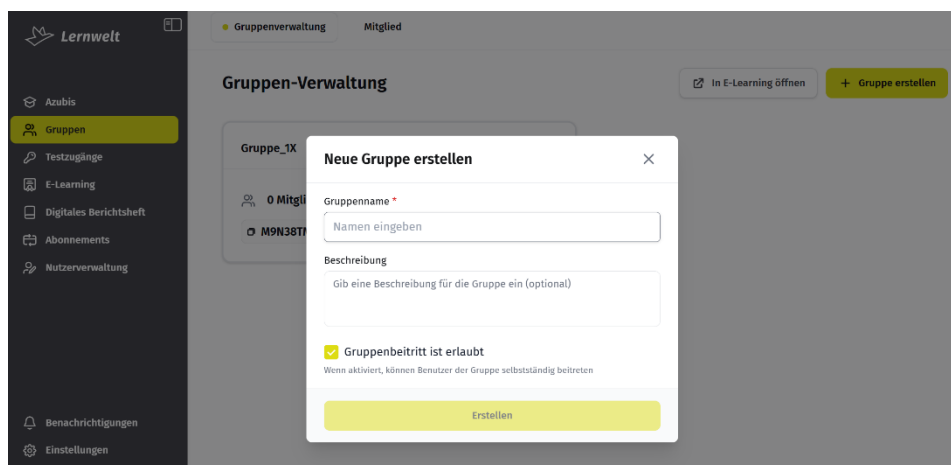 Lernwelt
Azubis
Gruppen
Testzugänge
E-Learning
Digitales Berichtsheft
Abonnements
Nutzerverwaltung
Benachrichtigungen
Einstellungen
Gruppenverwaltung Mitglied
Gruppen-Verwaltung
In E-Learning öffnen
+ Gruppe erstellen
Gruppe_1X
0 Mitgli
Neue Gruppe erstellen
Gruppenname *
Namen eingeben
Beschreibung
Gib eine Beschreibung für die Gruppe ein (optional)
Gruppenbeitritt ist erlaubt
Wenn aktiviert, können Benutzer der Gruppe selbstständig beitreten
Erstellen